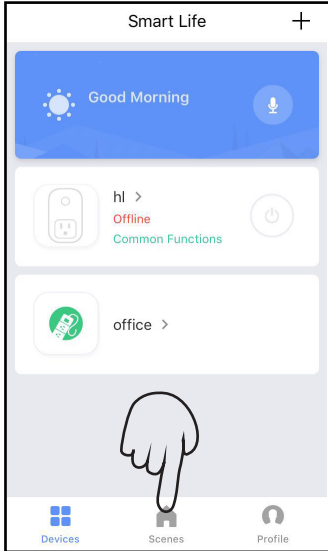 Smart Life
Good Morning
hl
Offline
Common Functions
office
Devices
Scenes
Profile